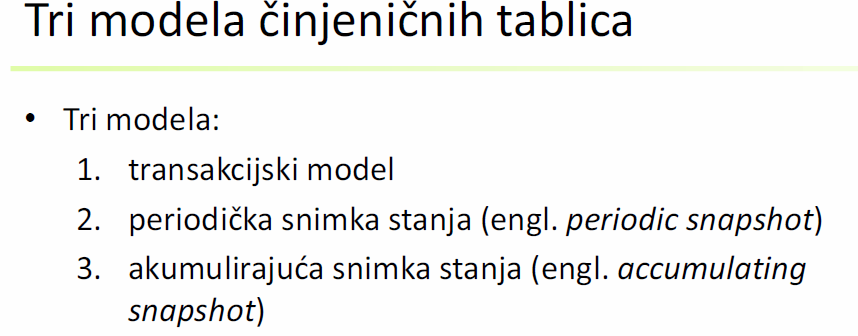 Tri modela činjeničnih tablica
• Tri modela:
1. transakcijski model
2. periodička snimka stanja (engl. periodic snapshot)
3. akumulirajuća snimka stanja (engl. accumulating
snapshot)